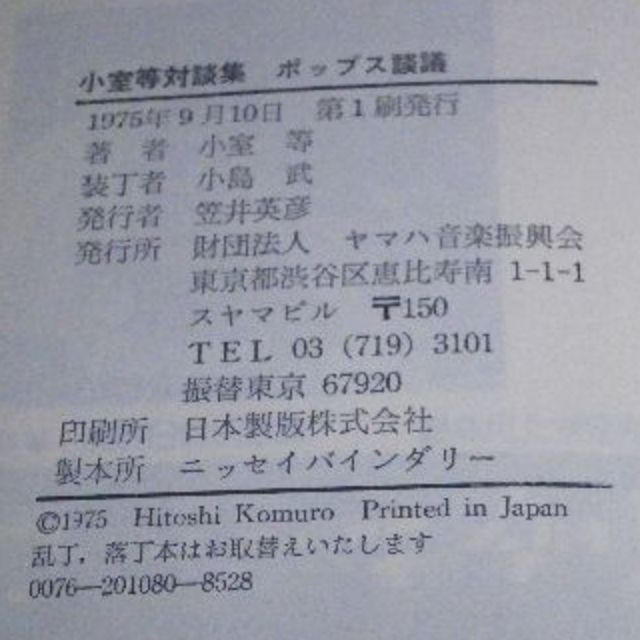 小室等対談集　ポップス談議
1975年9月10日　第1刷発行
著　者　小室　等
装丁者　小島　武
発行者　笠井英彦
発行所　財団法人　ヤマハ音楽振興会
東京都渋谷区恵比寿南 1-1-1
スヤマビル　〒150
TEL 03 (719) 3101
振替東京 67920
印刷所　日本製版株式会社
製本所　ニッセイバインダリー
©1975 Hitoshi Komuro Printed in Japan
乱丁，落丁本はお取替えいたします
0076—201080—8528